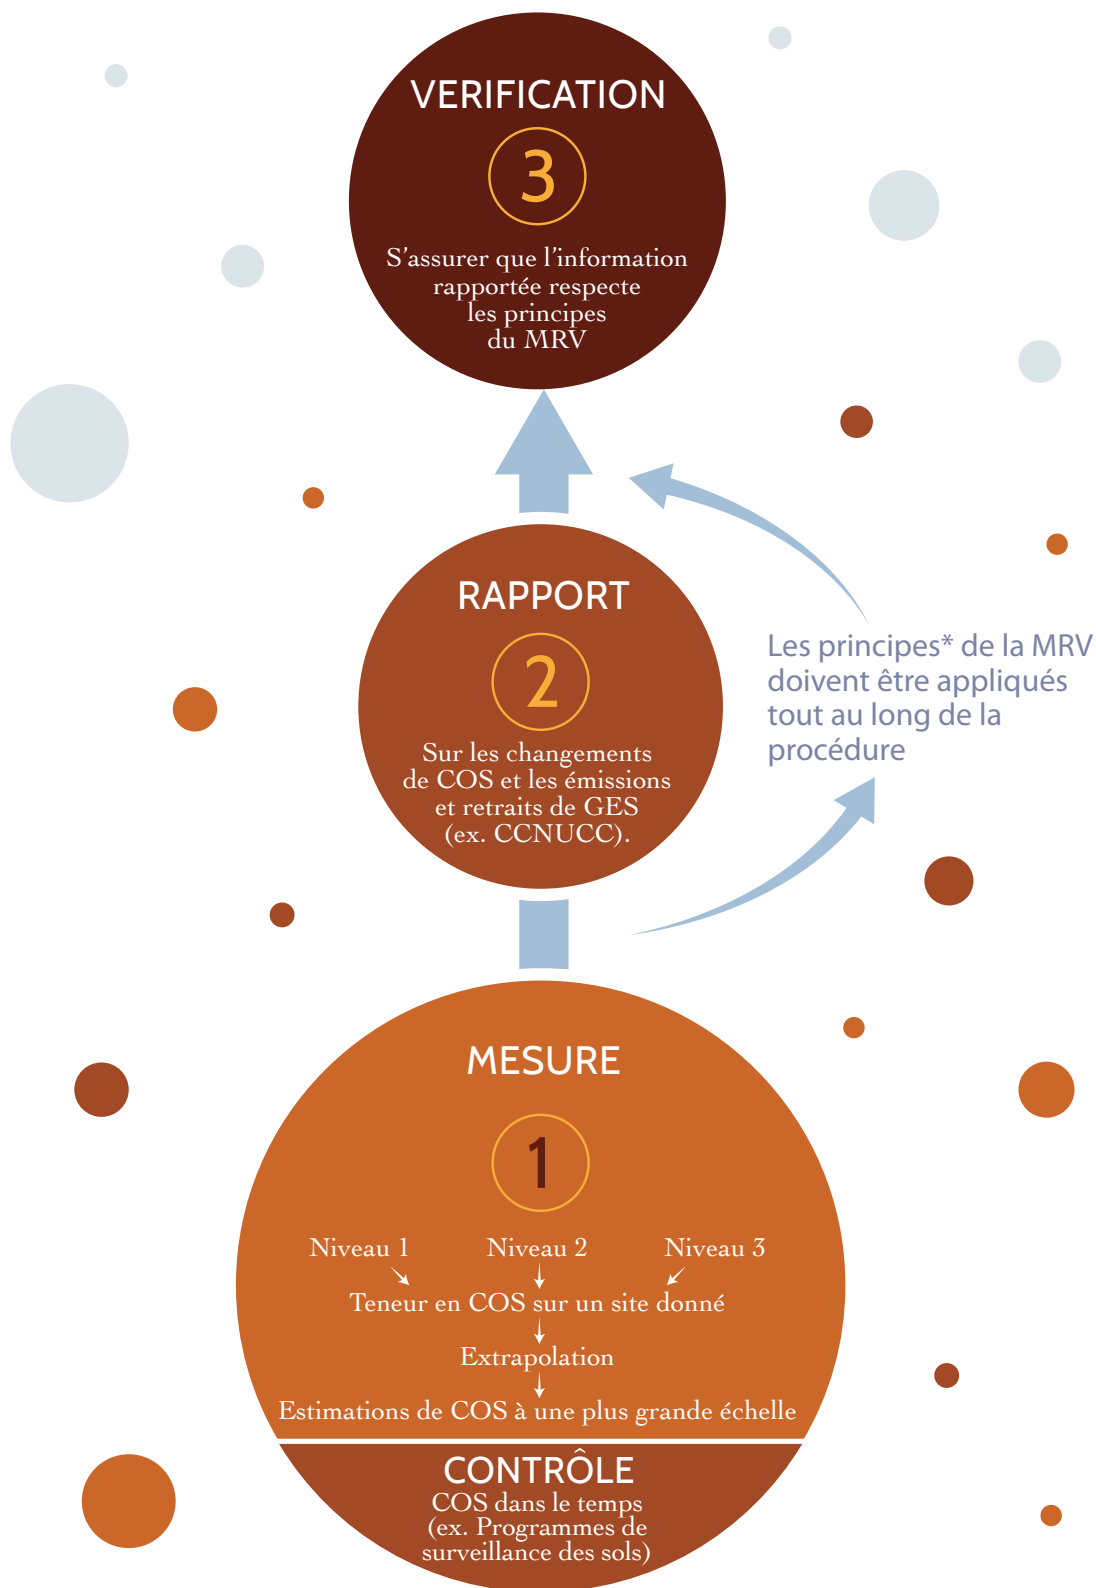 VERIFICATION
3
S’assurer que l’information
rapportée respecte
les principes
du MRV
RAPPORT
2
Sur les changements
de COS et les émissions
et retraits de GES
(ex. CCNUCC).
Les principes* de la MRV
doivent être appliqués
tout au long de la
procédure
MESURE
1
Niveau 1 Niveau 2 Niveau 3
Teneur en COS sur un site donné
Extrapolation
Estimations de COS à une plus grande échelle
CONTRÔLE
COS dans le temps
(ex. Programmes de
surveillance des sols)